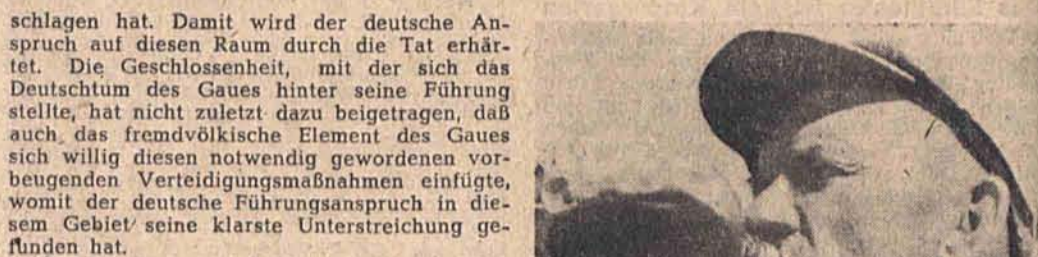 schlagen hat. Damit wird der deutsche An-
spruch auf diesen Raum durch die Tat erhär-
tet. Die Geschlossenheit, mit der sich das
Deutschtum des Gaues hinter seine Führung
stellte, hat nicht zuletzt dazu beigetragen, daß
auch das fremdvölkische Element des Gaues
sich willig diesen notwendig gewordenen vor-
beugenden Verteidigungsmaßnahmen einfügte,
womit der deutsche Führungsanspruch in die-
sem Gebiet seine klarste Unterstreichung ge-
funden hat.